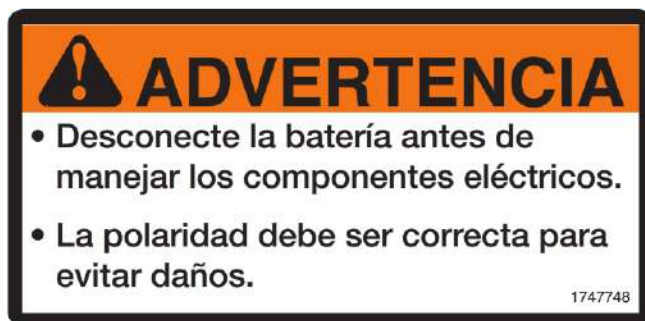 ADVERTENCIA
• Desconecte la batería antes de
manejar los componentes eléctricos.
• La polaridad debe ser correcta para
evitar daños.
1747748